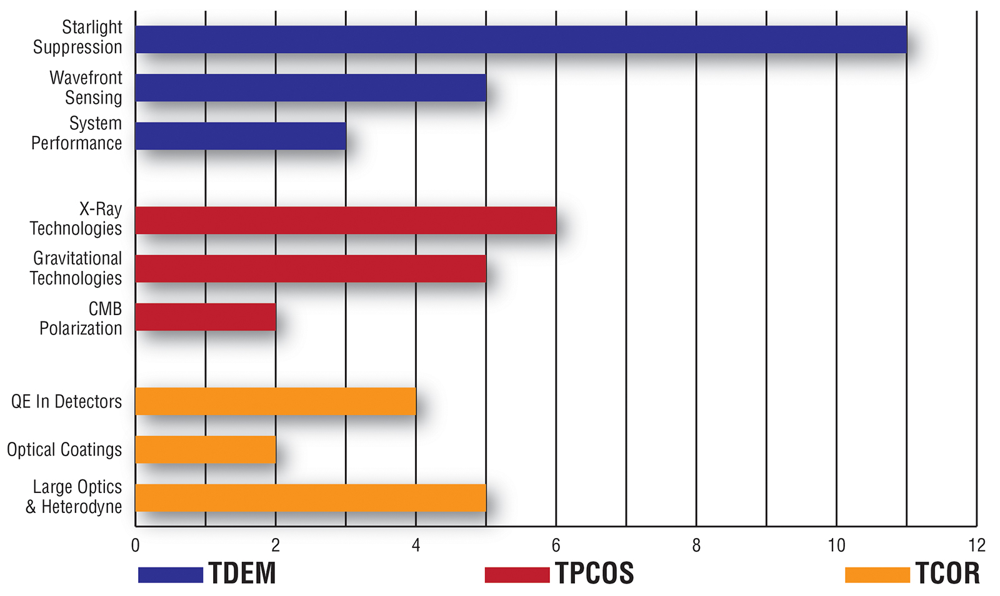 Starlight
Suppression
Wavefront
Sensing
System
Performance
X-Ray
Technologies
Gravitational
Technologies
CMB
Polarization
QE In Detectors
Optical Coatings
Large Optics
& Heterodyne
0 2 4 6 8 10 12
TDEM TPCOS TCOR